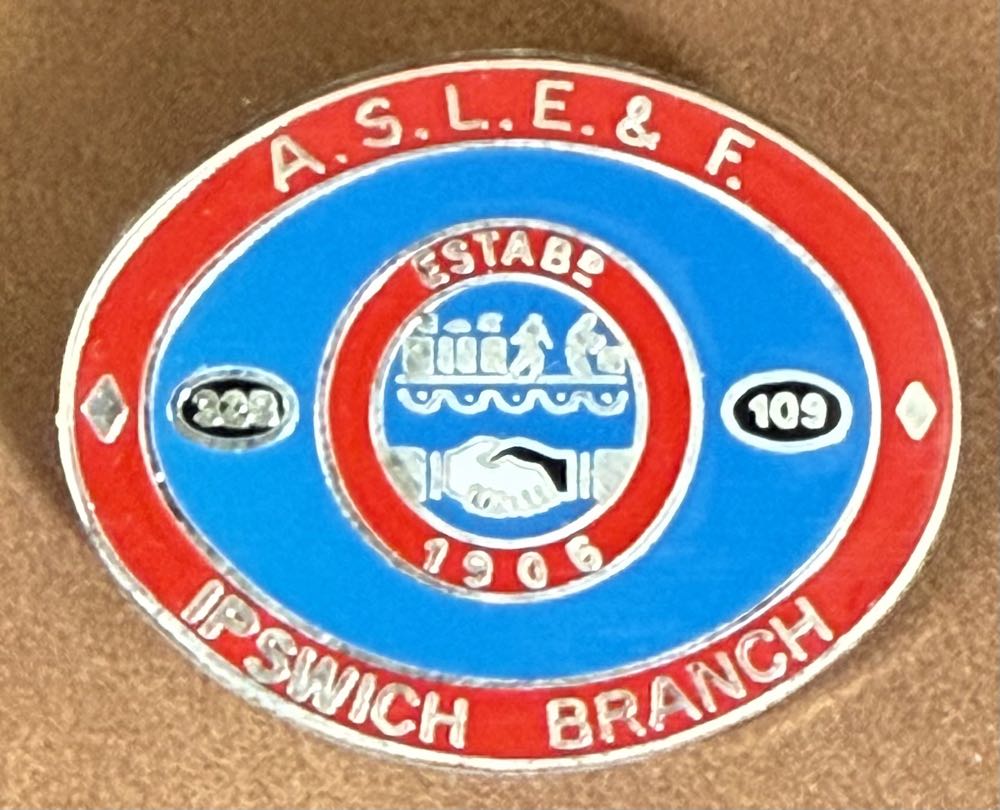 A.S.L.E.& F.
ESTABD
109
1906
IPSWICH BRANCH